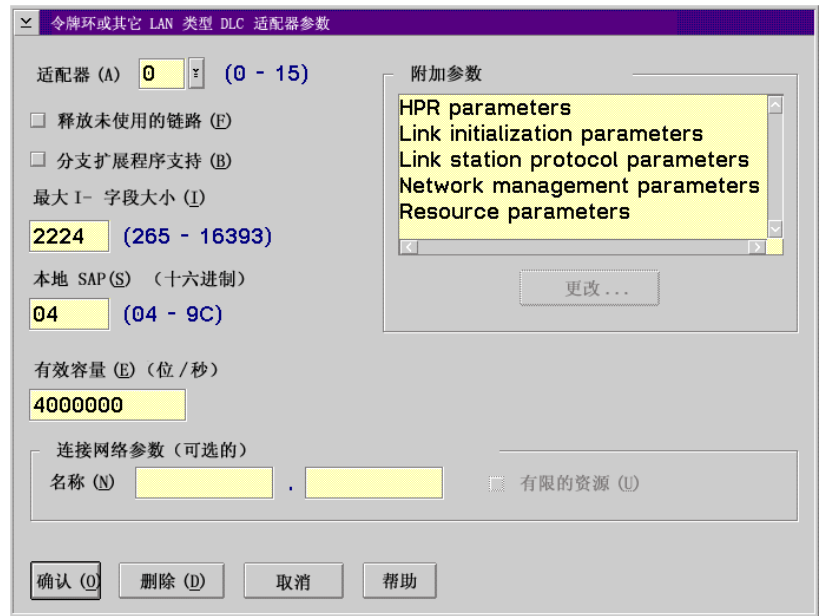 令牌环或其它 LAN 类型 DLC 适配器参数
适配器 (A) 0 (0 - 15)
释放未使用的链路 (F)
分支扩展程序支持 (B)
最大 I- 字段大小 (I)
2224 (265 - 16393)
本地 SAP(S) (十六进制)
04 (04 - 9C)
有效容量 (E) (位/秒)
4000000
附加参数
HPR parameters
Link initialization parameters
Link station protocol parameters
Network management parameters
Resource parameters
更改...
连接网络参数(可选的)
名称 (N) . 有限的资源 (U)
确认 (O) 删除 (D) 取消 帮助